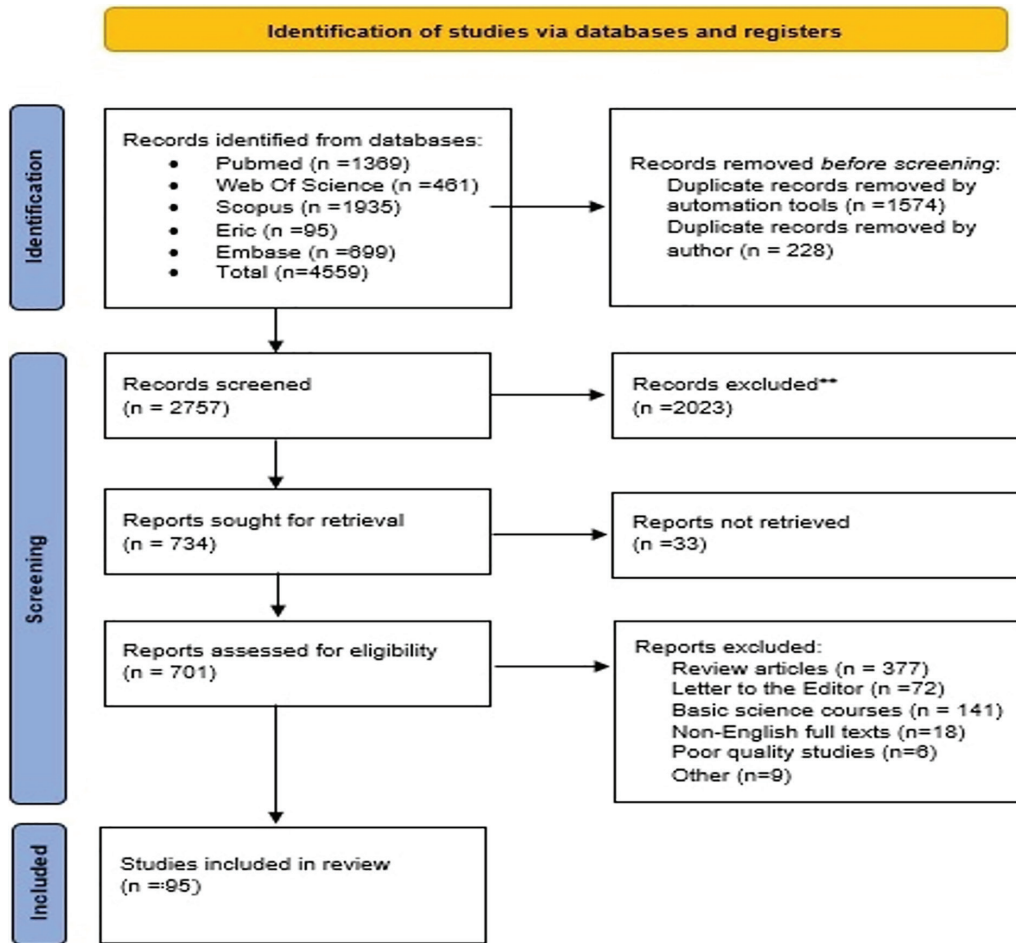 Identification of studies via databases and registers
Identification
Records identified from databases:
• Pubmed (n =1369)
• Web Of Science (n =461)
• Scopus (n =1935)
• Eric (n =95)
• Embase (n =699)
• Total (n=4559)
Records removed before screening:
Duplicate records removed by
automation tools (n =1574)
Duplicate records removed by
author (n = 228)
Screening
Records screened
(n = 2757)
Records excluded**
(n =2023)
Reports sought for retrieval
(n = 734)
Reports not retrieved
(n =33)
Reports assessed for eligibility
(n = 701)
Reports excluded:
Review articles (n = 377)
Letter to the Editor (n =72)
Basic science courses (n = 141)
Non-English full texts (n=18)
Poor quality studies (n=6)
Other (n=9)
Included
Studies included in review
(n =95)